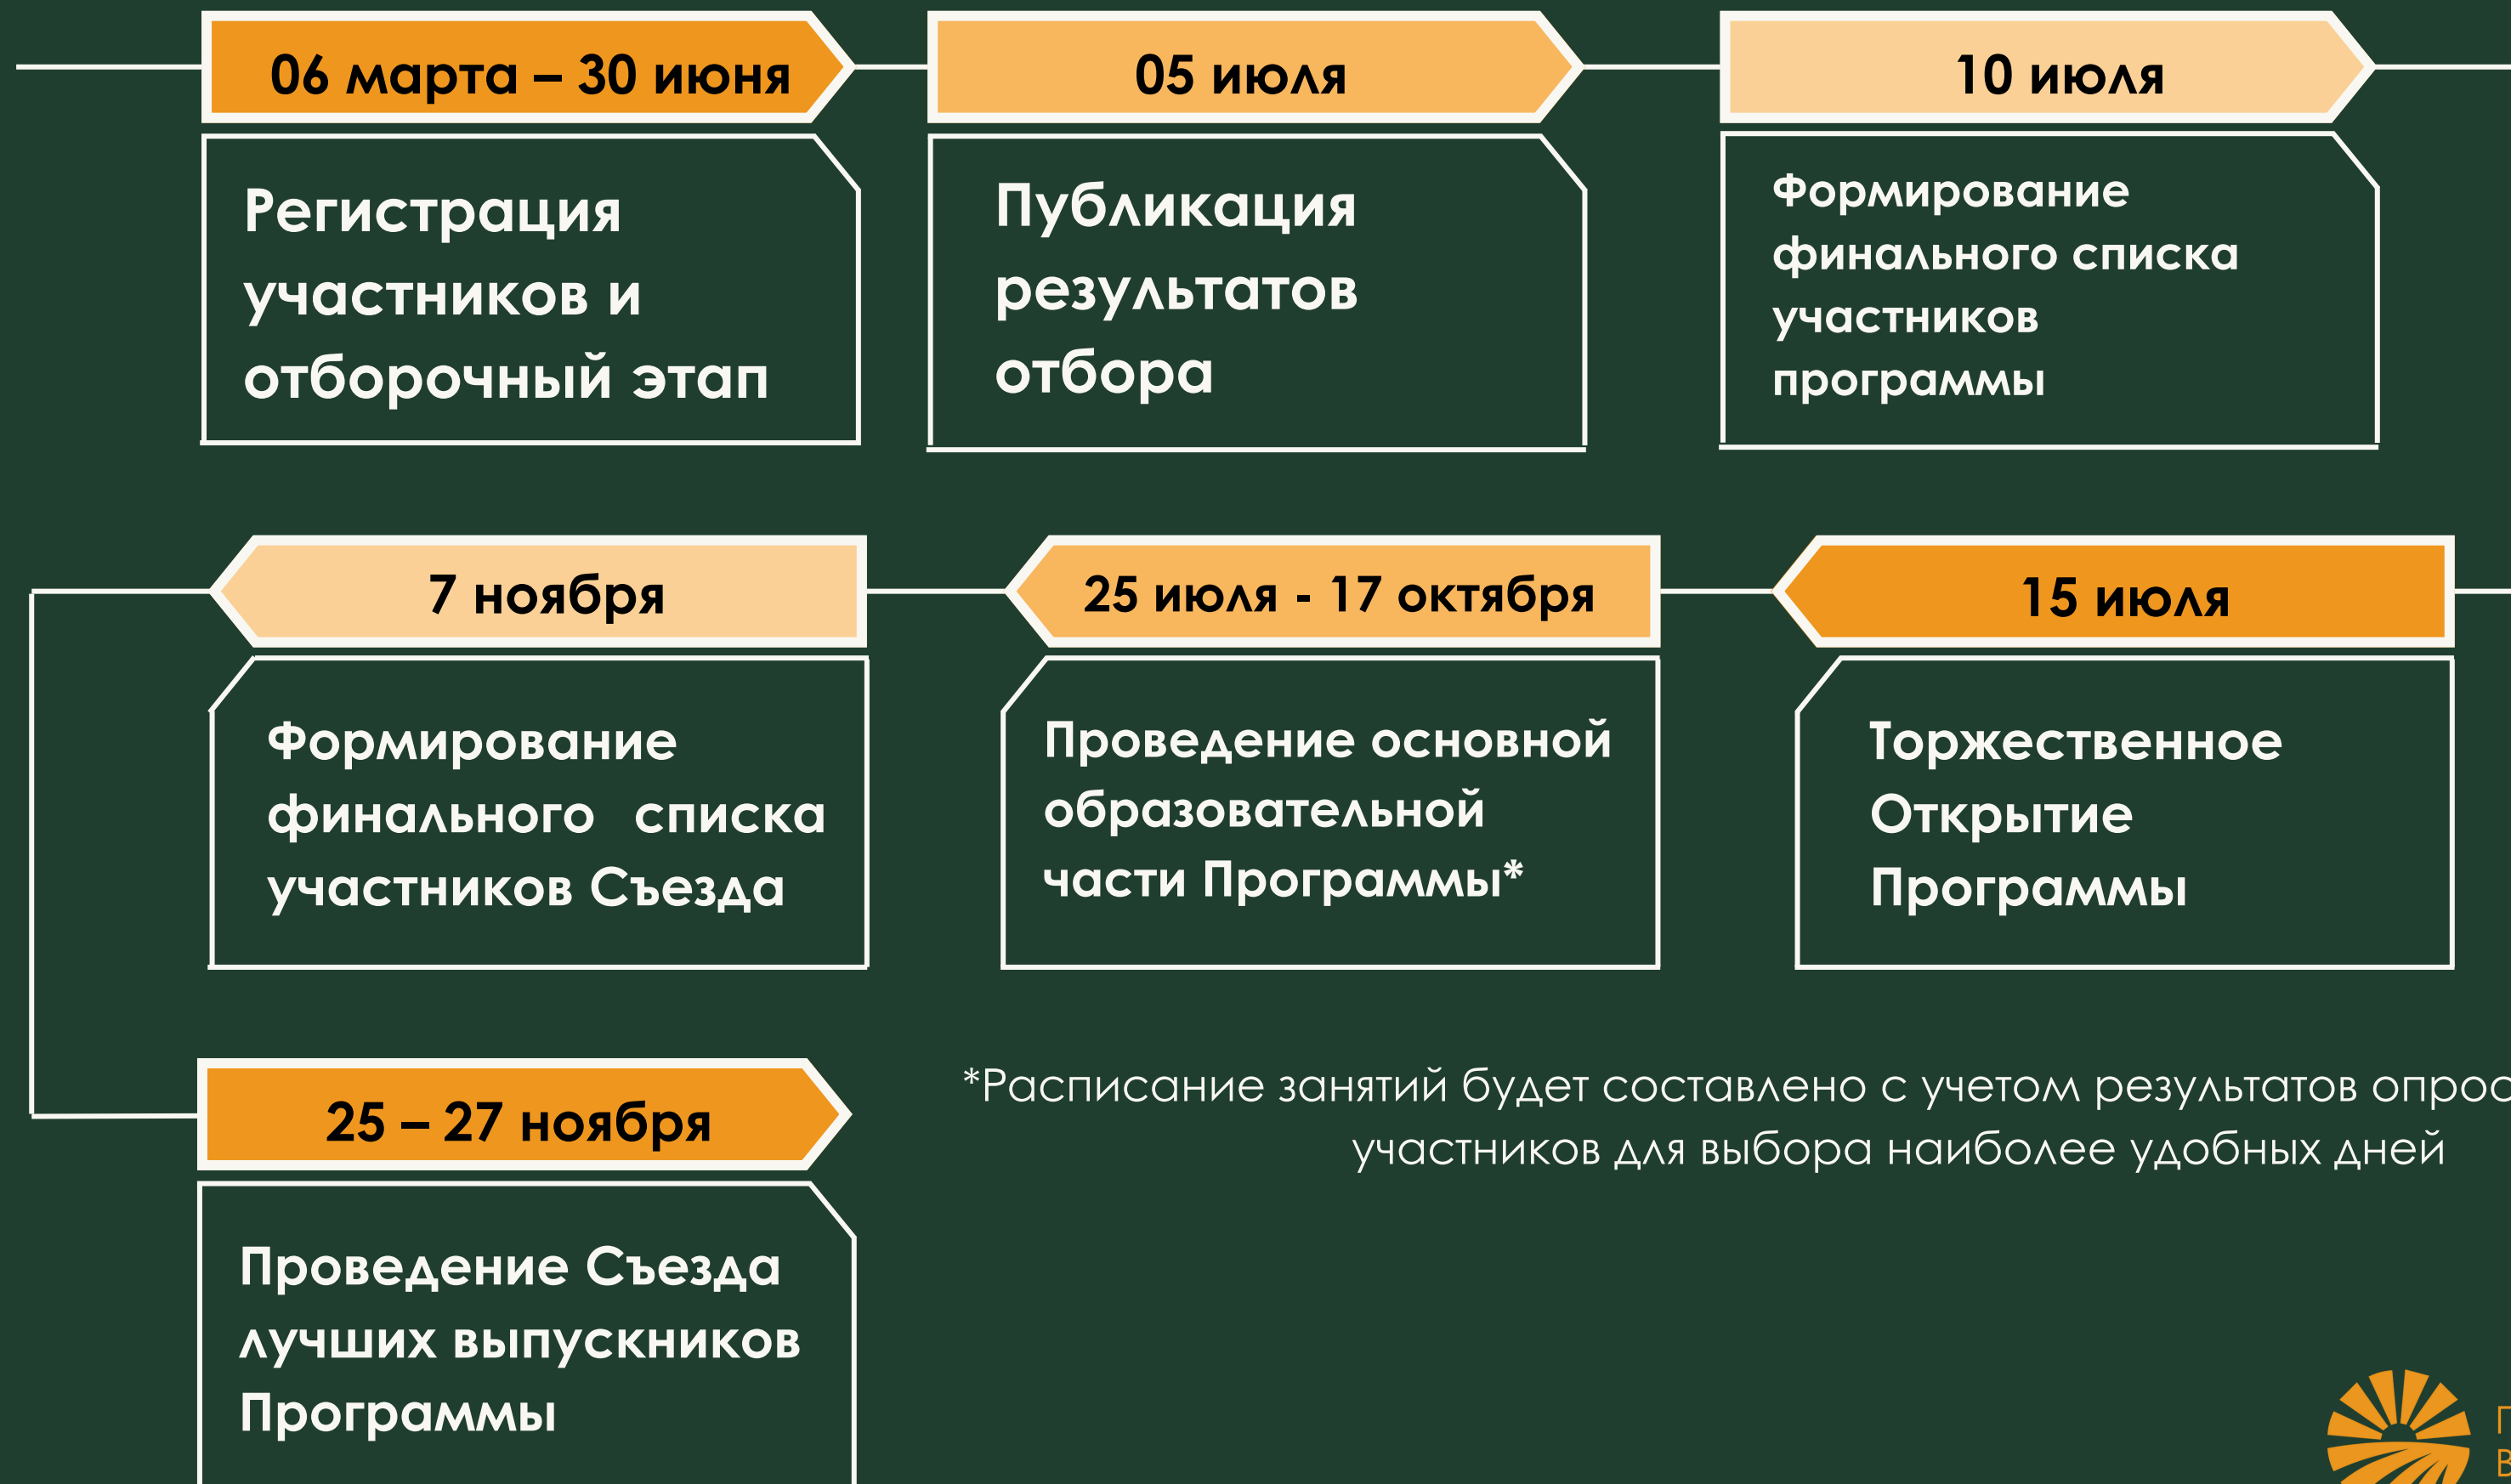 06 марта – 30 июня
Регистрация
участников и
отборочный этап
05 июля
Публикация
результатов
отбора
10 июля
Формирование
финального списка
участников
программы
15 июля
Торжественное
Открытие
Программы
25 июля - 17 октября
Проведение основной
образовательной
части Программы*
7 ноября
Формирование
финального списка
участников Съезда
25 – 27 ноября
Проведение Съезда
лучших выпускников
Программы
*Расписание занятий будет составлено с учетом результатов
участников для выбора наиболее удобных дней